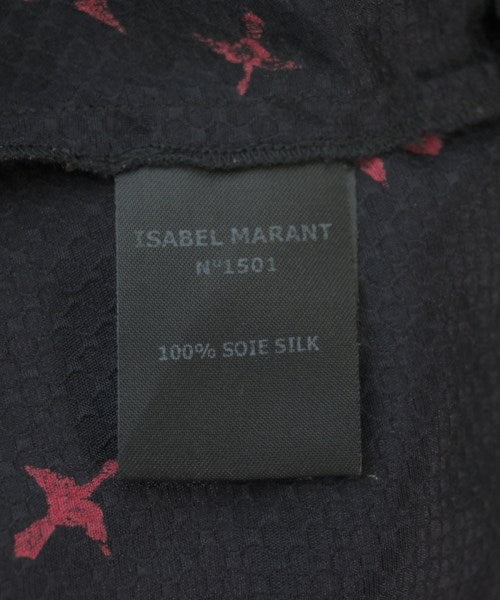 ISABEL MARANT
N°1501
100% SOIE SILK